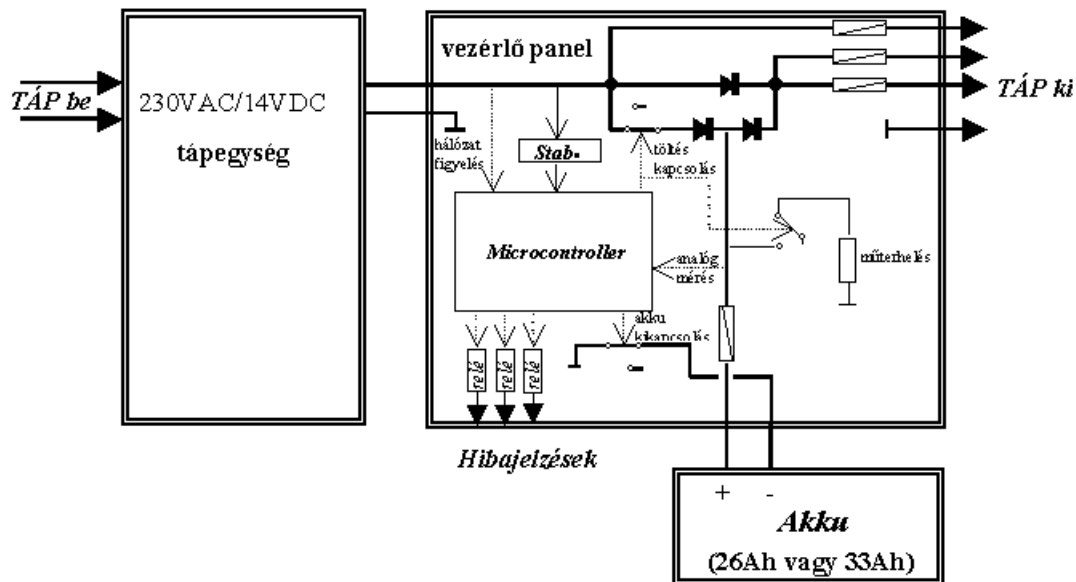 vezérlő panel
TÁP be
230VAC/14VDC
tápegység
TÁP ki
hálózat
figyelés
Stab.
töltés
kapcsolás
Microcontroller
analóg
mérés
műterhelés
akku
kikapcsolás
relé
relé
relé
Hibajelzések
+ -
Akku
(26Ah vagy 33Ah)